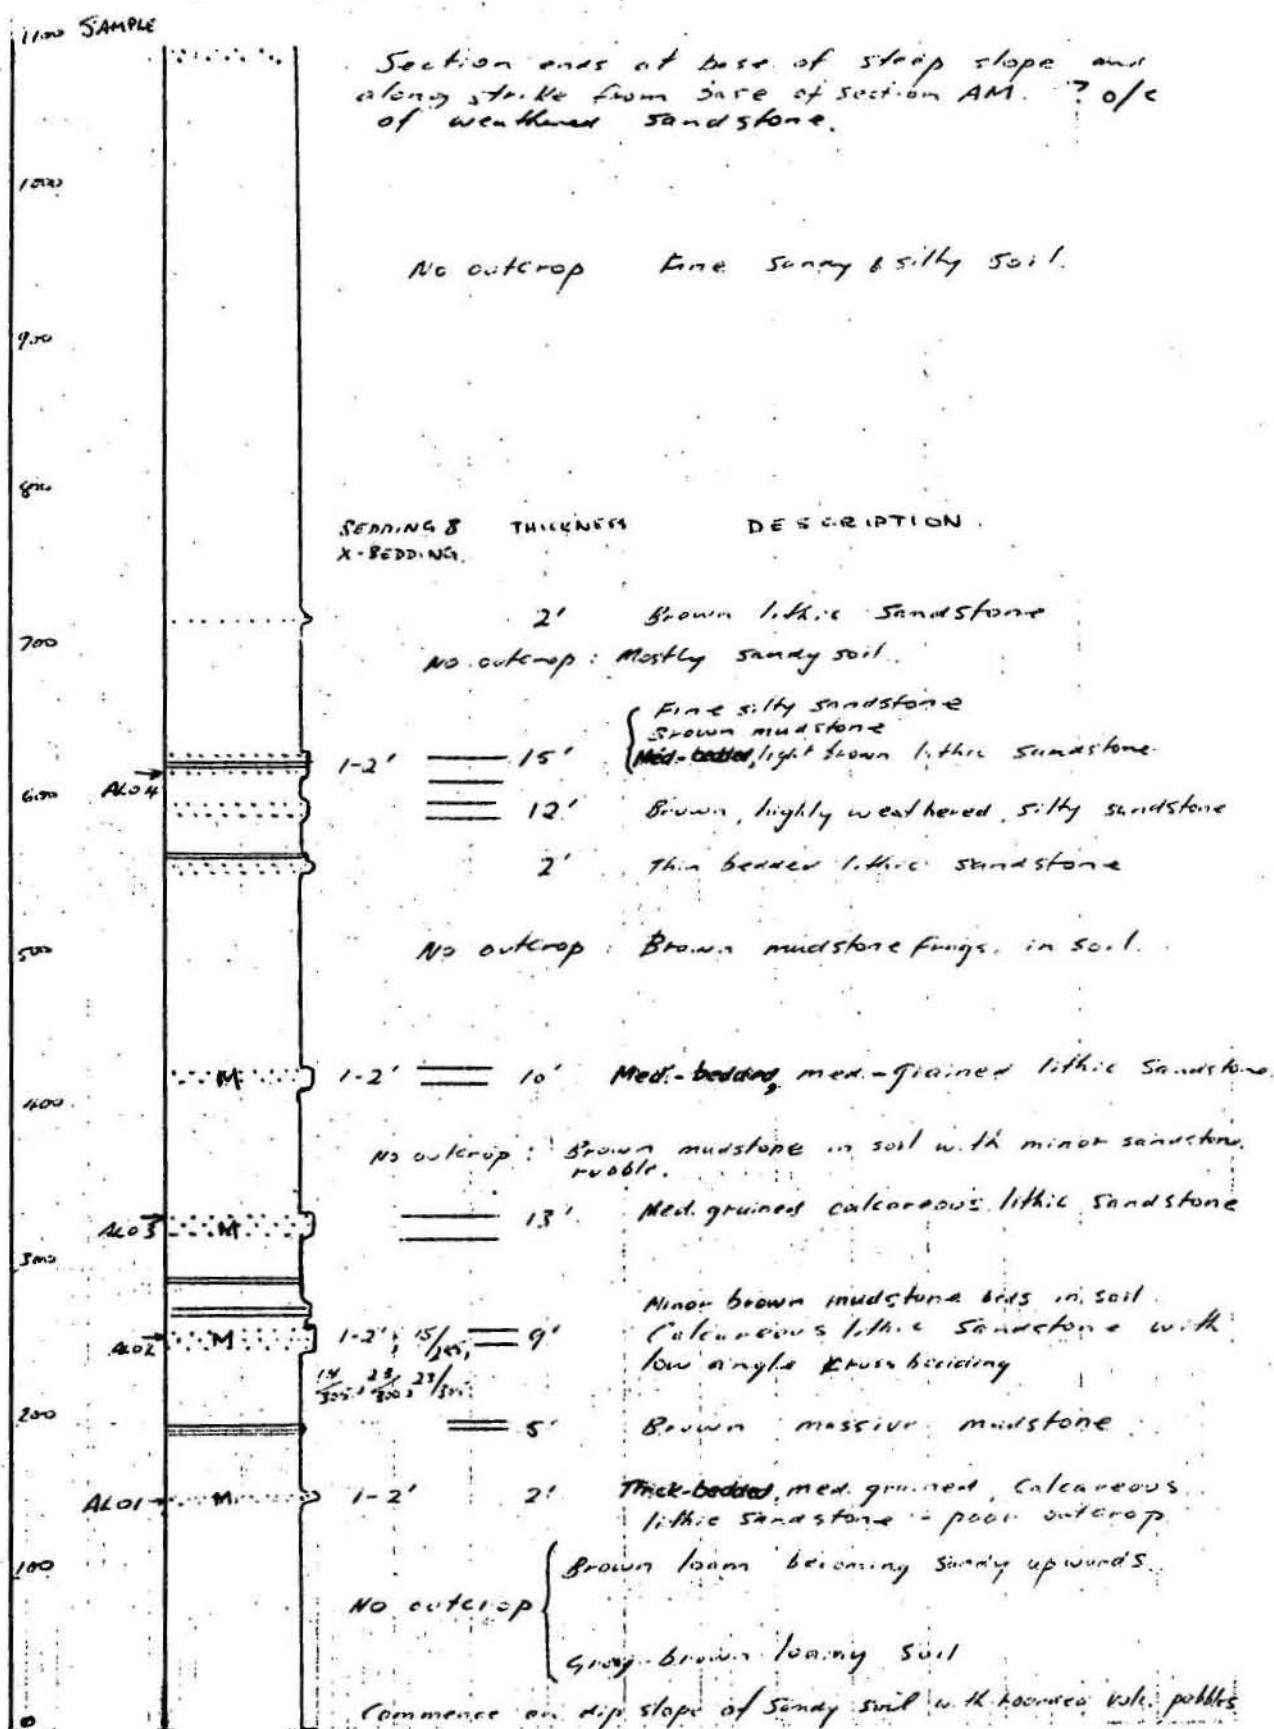 1100 SAMPLE
Section ends at base of steep slope and
along strike from base of section AM. ? o/c
of weathered sandstone.
1000
No outcrop Fine sandy & silty soil.
900
800
BEDDING & THICKNESS DESCRIPTION.
X-BEDDING.
2' Brown lithic sandstone
700
No outcrop : Mostly sandy soil.
Fine silty sandstone
Brown mudstone
1-2' 15' Med-bedded, light brown lithic sandstone
AL04
600
12' Brown, highly weathered, silty sandstone
2' Thin bedded lithic sandstone
500
No outcrop : Brown mudstone frags. in soil.
M 1-2' 10' Med.-bedded, med.-grained lithic sandstone.
400
No outcrop : Brown mudstone in soil with minor sandstone
rubble.
AL03 M 13' Med. grained calcareous lithic sandstone
300
Minor brown mudstone beds in soil
AL02 M 1-2', 15/285, 9' Calcareous lithic sandstone with
low angle cross bedding
200
5' Brown massive mudstone
AL01 M 1-2' 2' Thick-bedded, med. grained, calcareous
lithic sandstone - poor outcrop
100
Brown loam becoming sandy upwards.
No outcrop
Gray-brown loamy soil
Commence on dip slope of sandy soil with rounded volc. pebbles
0